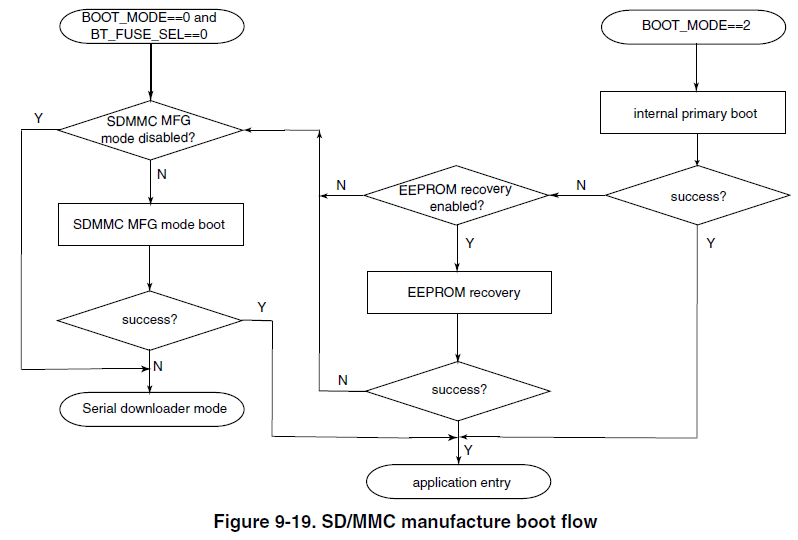 BOOT_MODE==0 and
BT_FUSE_SEL==0
BOOT_MODE==2
Y
SDMMC MFG
mode disabled?
internal primary boot
N
N
EEPROM recovery
enabled?
N
success?
SDMMC MFG mode boot
Y
Y
EEPROM recovery
success?
Y
N
N
success?
Serial downloader mode
Y
application entry
Figure 9-19. SD/MMC manufacture boot flow